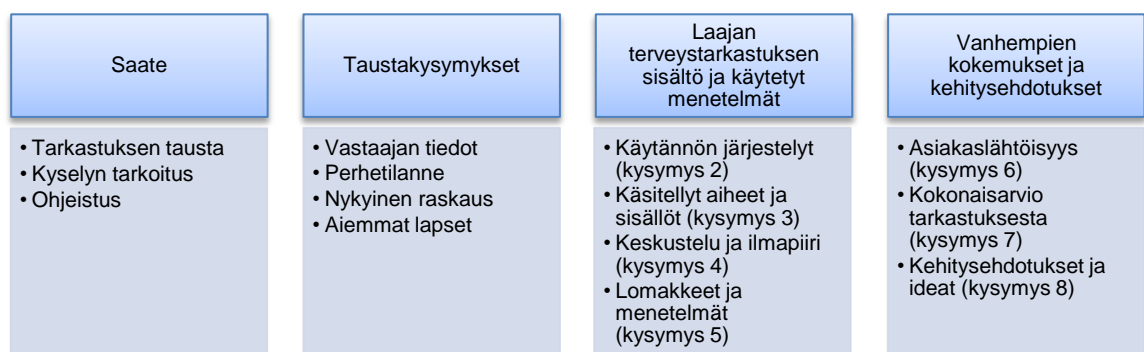 Saate
• Tarkastuksen tausta
• Kyselyn tarkoitus
• Ohjeistus
Taustakysymykset
• Vastaajan tiedot
• Perhetilanne
• Nykyinen raskaus
• Aiemmat lapset
Laajan
terveystarkastuksen
sisältö ja käytetyt
menetelmät
• Käytännön järjestelyt
(kysymys 2)
• Käsitellyt aiheet ja
sisällöt (kysymys 3)
• Keskustelu ja ilmapiiri
(kysymys 4)
• Lomakkeet ja
menetelmät
(kysymys 5)
Vanhempien
kokemukset ja
kehitysehdotukset
• Asiakaslähtöisyys
(kysymys 6)
• Kokonaisarvio
tarkastuksesta
(kysymys 7)
• Kehitysehdotukset ja
ideat (kysymys 8)